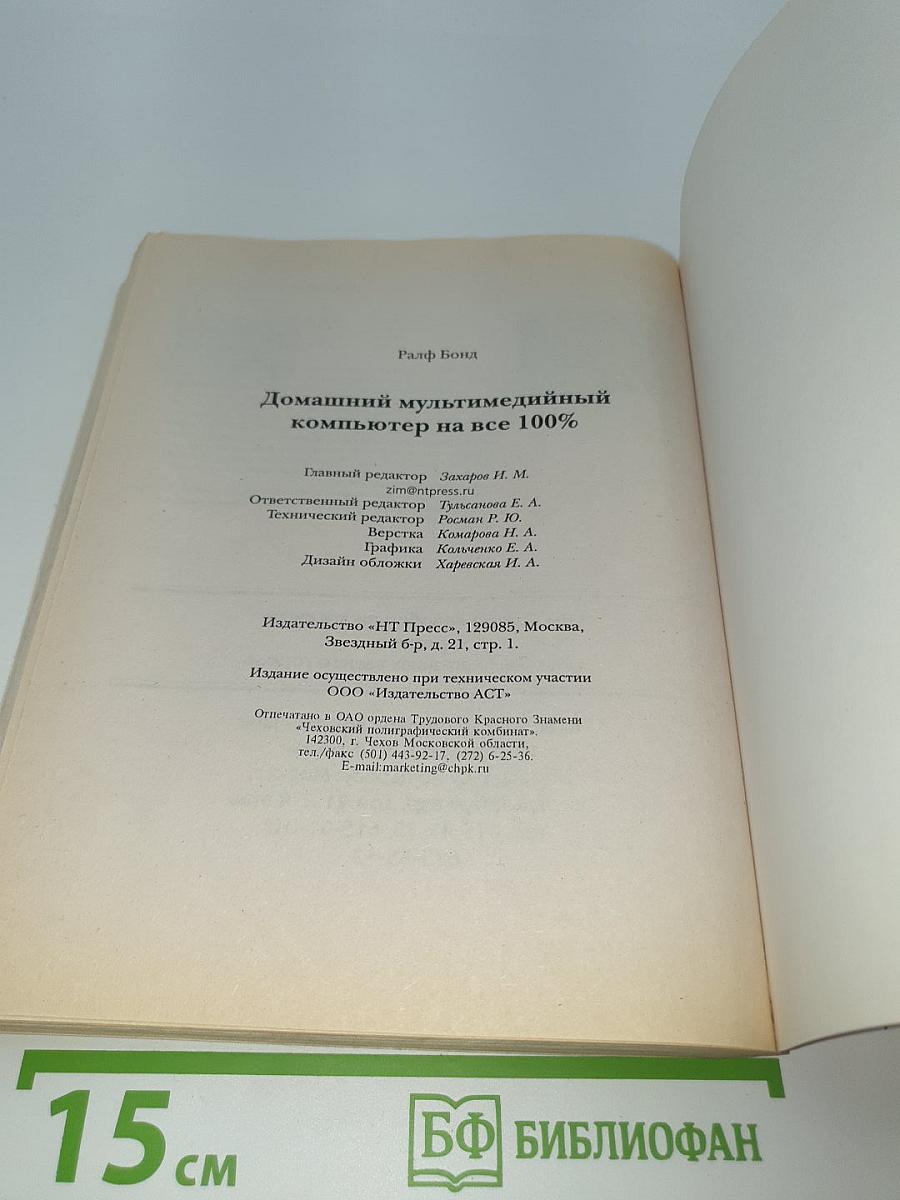 Ралф Бонд
Домашний мультимедийный
компьютер на все 100%
Главный редактор Захаров И. М.
zim@ntpress.ru
Ответственный редактор Тульсанова Е. А.
Технический редактор Росман Р. Ю.
Верстка Комарова Н. А.
Графика Кольченко Е. А.
Дизайн обложки Харевская И. А.
Издательство «НТ Пресс», 129085, Москва,
Звездный б-р, д. 21, стр. 1.
Издание осуществлено при техническом участии
ООО «Издательство АСТ»
Отпечатано в ОАО ордена Трудового Красного Знамени
«Чеховский полиграфический комбинат».
142300, г. Чехов Московской области,
тел./факс (501) 443-92-17, (272) 6-25-36.
E-mail:marketing@chpk.ru
15 см
БФ БИБЛИОФАН